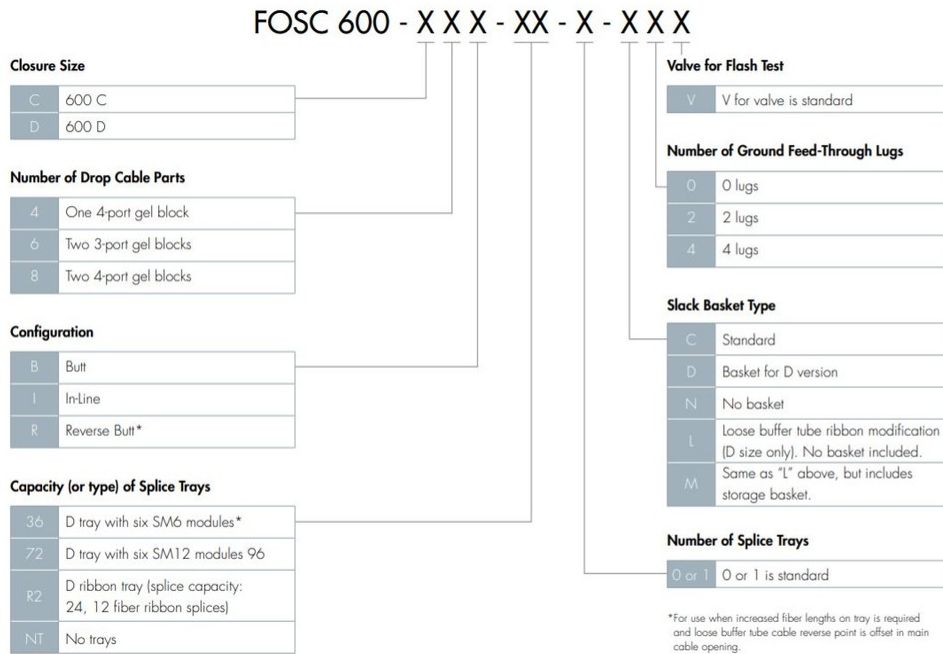 FOSC 600 - X X X - XX - X - X X X
Closure Size
C 600 C
D 600 D
Number of Drop Cable Parts
4 One 4-port gel block
6 Two 3-port gel blocks
8 Two 4-port gel blocks
Configuration
B Butt
I In-Line
R Reverse Butt*
Capacity (or type) of Splice Trays
36 D tray with six SM6 modules*
72 D tray with six SM12 modules 96
R2 D ribbon tray (splice capacity:
24, 12 fiber ribbon splices)
NT No trays
Valve for Flash Test
V V for valve is standard
Number of Ground Feed-Through Lugs
0 0 lugs
2 2 lugs
4 4 lugs
Slack Basket Type
C Standard
D Basket for D version
N No basket
L Loose buffer tube ribbon modification
(D size only). No basket included.
M Same as “L” above, but includes
storage basket.
Number of Splice Trays
0 or 1 0 or 1 is standard
*For use when increased fiber lengths on tray is required
and loose buffer tube cable reverse point is offset in main
cable opening.